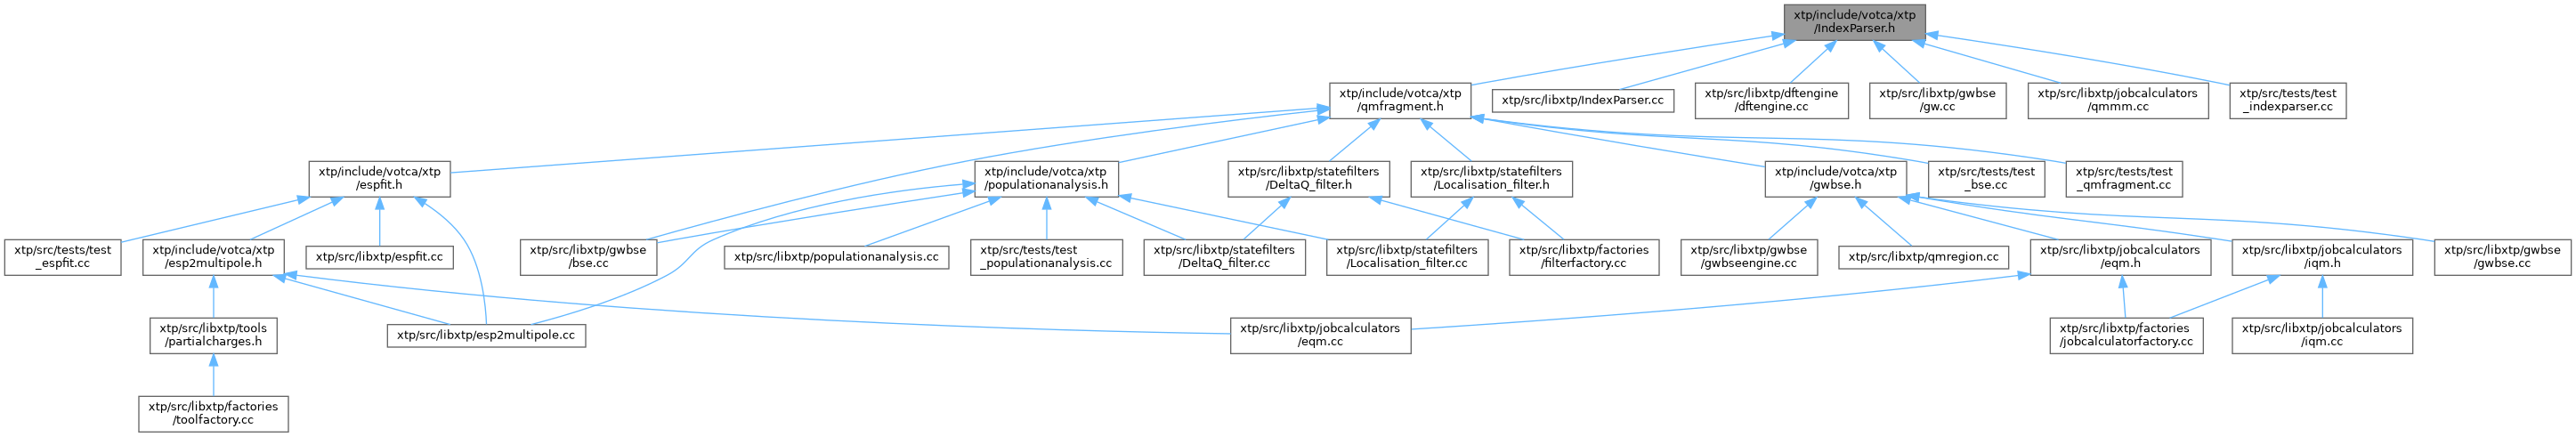 xtp/include/votca/xtp
/IndexParser.h
xtp/include/votca/xtp
/qmfragment.h
xtp/src/libxtp/IndexParser.cc
xtp/src/libxtp/dftengine
/dftengine.cc
xtp/src/libxtp/gwbse
/gw.cc
xtp/src/libxtp/jobcalculators
/qmmm.cc
xtp/src/tests/test
_indexparser.cc
xtp/include/votca/xtp
/espfit.h
xtp/include/votca/xtp
/populationanalysis.h
xtp/src/libxtp/statefilters
/DeltaQ_filter.h
xtp/src/libxtp/statefilters
/Localisation_filter.h
xtp/include/votca/xtp
/gwbse.h
xtp/src/tests/test
_bse.cc
xtp/src/tests/test
_qmfragment.cc
xtp/src/tests/test
_espfit.cc
xtp/include/votca/xtp
/esp2multipole.h
xtp/src/libxtp/espfit.cc
xtp/src/libxtp/gwbse
/bse.cc
xtp/src/libxtp/populationanalysis.cc
xtp/src/tests/test
_populationanalysis.cc
xtp/src/libxtp/statefilters
/DeltaQ_filter.cc
xtp/src/libxtp/statefilters
/Localisation_filter.cc
xtp/src/libxtp/factories
/filterfactory.cc
xtp/src/libxtp/gwbse
/gwbseengine.cc
xtp/src/libxtp/qmregion.cc
xtp/src/libxtp/jobcalculators
/eqm.h
xtp/src/libxtp/jobcalculators
/iqm.h
xtp/src/libxtp/gwbse
/gwbse.cc
xtp/src/libxtp/tools
/partialcharges.h
xtp/src/libxtp/esp2multipole.cc
xtp/src/libxtp/jobcalculators
/eqm.cc
xtp/src/libxtp/factories
/jobcalculatorfactory.cc
xtp/src/libxtp/jobcalculators
/iqm.cc
xtp/src/libxtp/factories
/toolfactory.cc